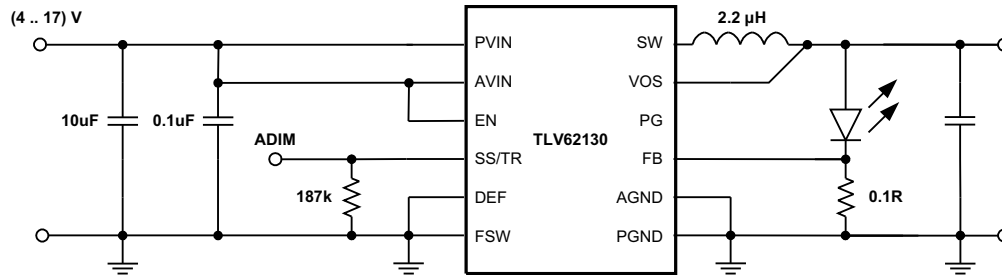 (4 .. 17) V
2.2 µH
PVIN
SW
AVIN
VOS
10uF
0.1uF
EN
PG
TLV62130
ADIM
SS/TR
FB
187k
DEF
AGND
0.1R
FSW
PGND